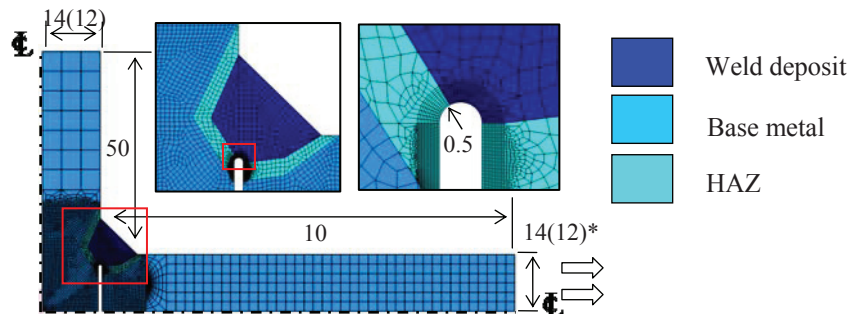 14(12)
℄
50
0.5
10
14(12)*
℄
Weld deposit
Base metal
HAZ